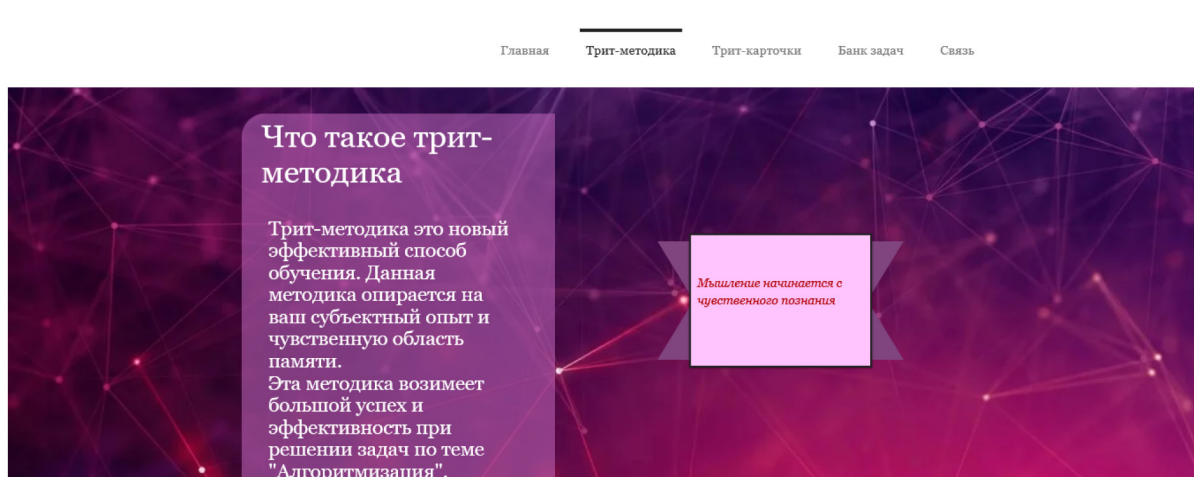 Главная Трит-методика Трит-карточки Банк задач Связь
Что такое трит-
методика
Трит-методика это новый
эффективный способ
обучения. Данная
методика опирается на
ваш субъектный опыт и
чувственную область
памяти.
Эта методика возимеет
большой успех и
эффективность при
решении задач по теме
"Алгоритмизация".
Мышление начинается с
чувственного познания